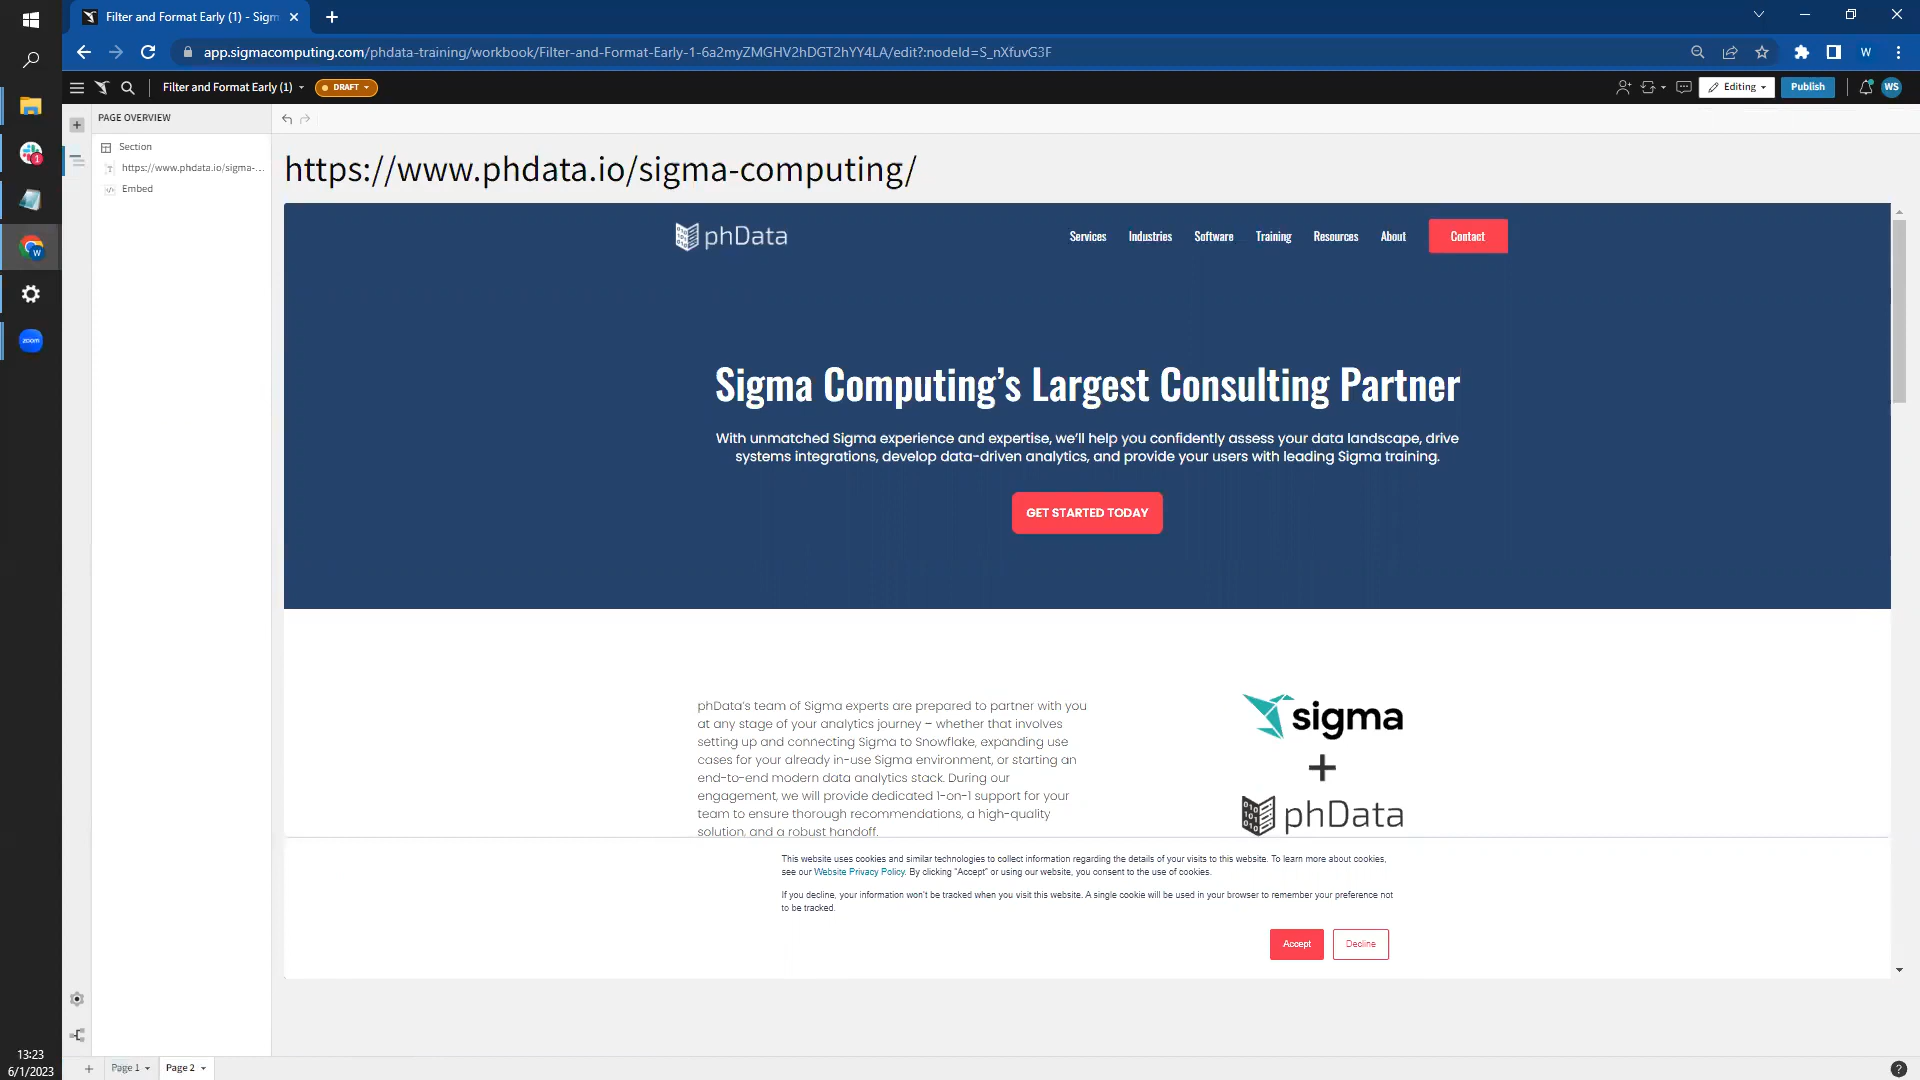 Filter and Format Early (1) - Sigm
app.sigmacomputing.com/phdata-training/workbook/Filter-and-Format-Early-1-6a2myZMGHV2hDGT2hYY4LA/edit?:nodeId=S_nXfuvG3F
W
Filter and Format Early (1)
DRAFT
Editing
Publish
WS
PAGE OVERVIEW
Section
https://www.phdata.io/sigma-...
Embed
https://www.phdata.io/sigma-computing/
phData
Services
Industries
Software
Training
Resources
About
Contact
Sigma Computing’s Largest Consulting Partner
With unmatched Sigma experience and expertise, we’ll help you confidently assess your data landscape, drive
systems integrations, develop data-driven analytics, and provide your users with leading Sigma training.
GET STARTED TODAY
phData’s team of Sigma experts are prepared to partner with you
at any stage of your analytics journey – whether that involves
setting up and connecting Sigma to Snowflake, expanding use
cases for your already in-use Sigma environment, or starting an
end-to-end modern data analytics stack. During our
engagement, we will provide dedicated 1-on-1 support for your
team to ensure thorough recommendations, a high-quality
solution, and a robust handoff.
sigma
+
phData
This website uses cookies and similar technologies to collect information regarding the details of your visits to this website. To learn more about cookies,
see our Website Privacy Policy. By clicking "Accept" or using our website, you consent to the use of cookies.
If you decline, your information won't be tracked when you visit this website. A single cookie will be used in your browser to remember your preference not
to be tracked.
Accept
Decline
Page 1
Page 2
1
W
zoom
13:23
6/1/2023